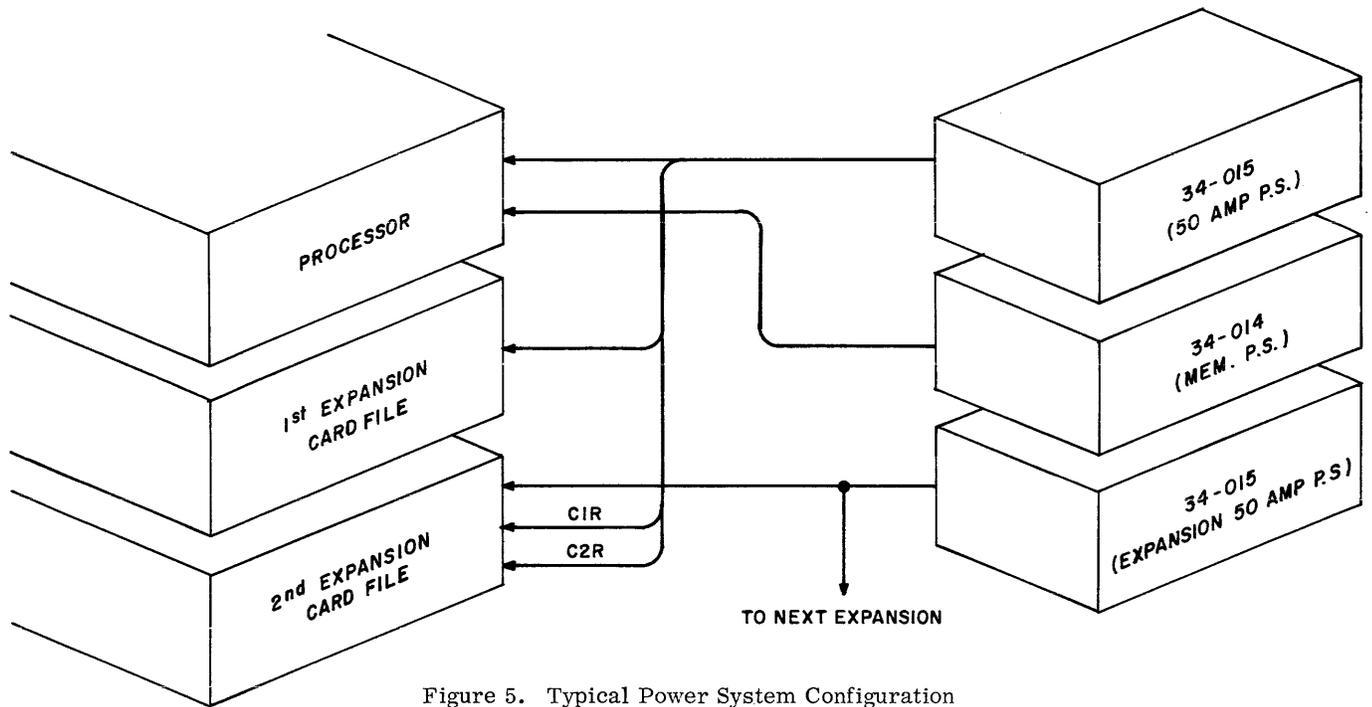 PROCESSOR
1st EXPANSION
CARD FILE
2nd EXPANSION
CARD FILE
C1R
C2R
34-015
(50 AMP P.S.)
34-014
(MEM. P.S.)
34-015
(EXPANSION 50 AMP P.S)
TO NEXT EXPANSION
Figure 5. Typical Power System Configuration